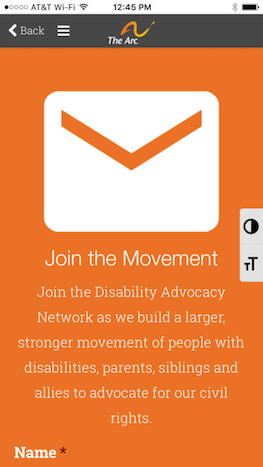 AT&T Wi-Fi 12:45 PM
Back The Arc
Join the Movement
Join the Disability Advocacy
Network as we build a larger,
stronger movement of people with
disabilities, parents, siblings and
allies to advocate for our civil
rights.
TT
Name *